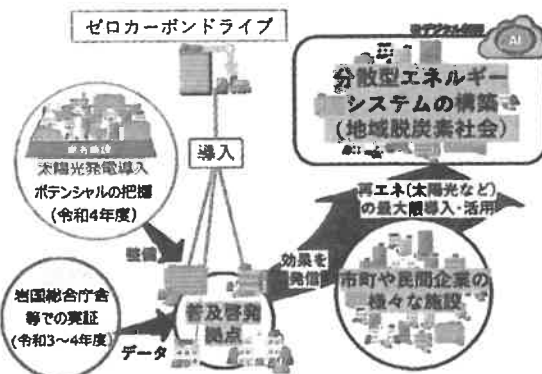 ゼロカーボンドライブ
AI
分散型エネルギー
システムの構築
(地域脱炭素社会)
導入
太陽光発電導入
ポテンシャルの把握
(令和4年度)
再エネ(太陽光など)
の最大限導入・活用
整備
効果を
発信
市町や民間企業の
様々な施設
岩国総合庁舎
等での実証
(令和3～4年度)
普及啓発
拠点
データ